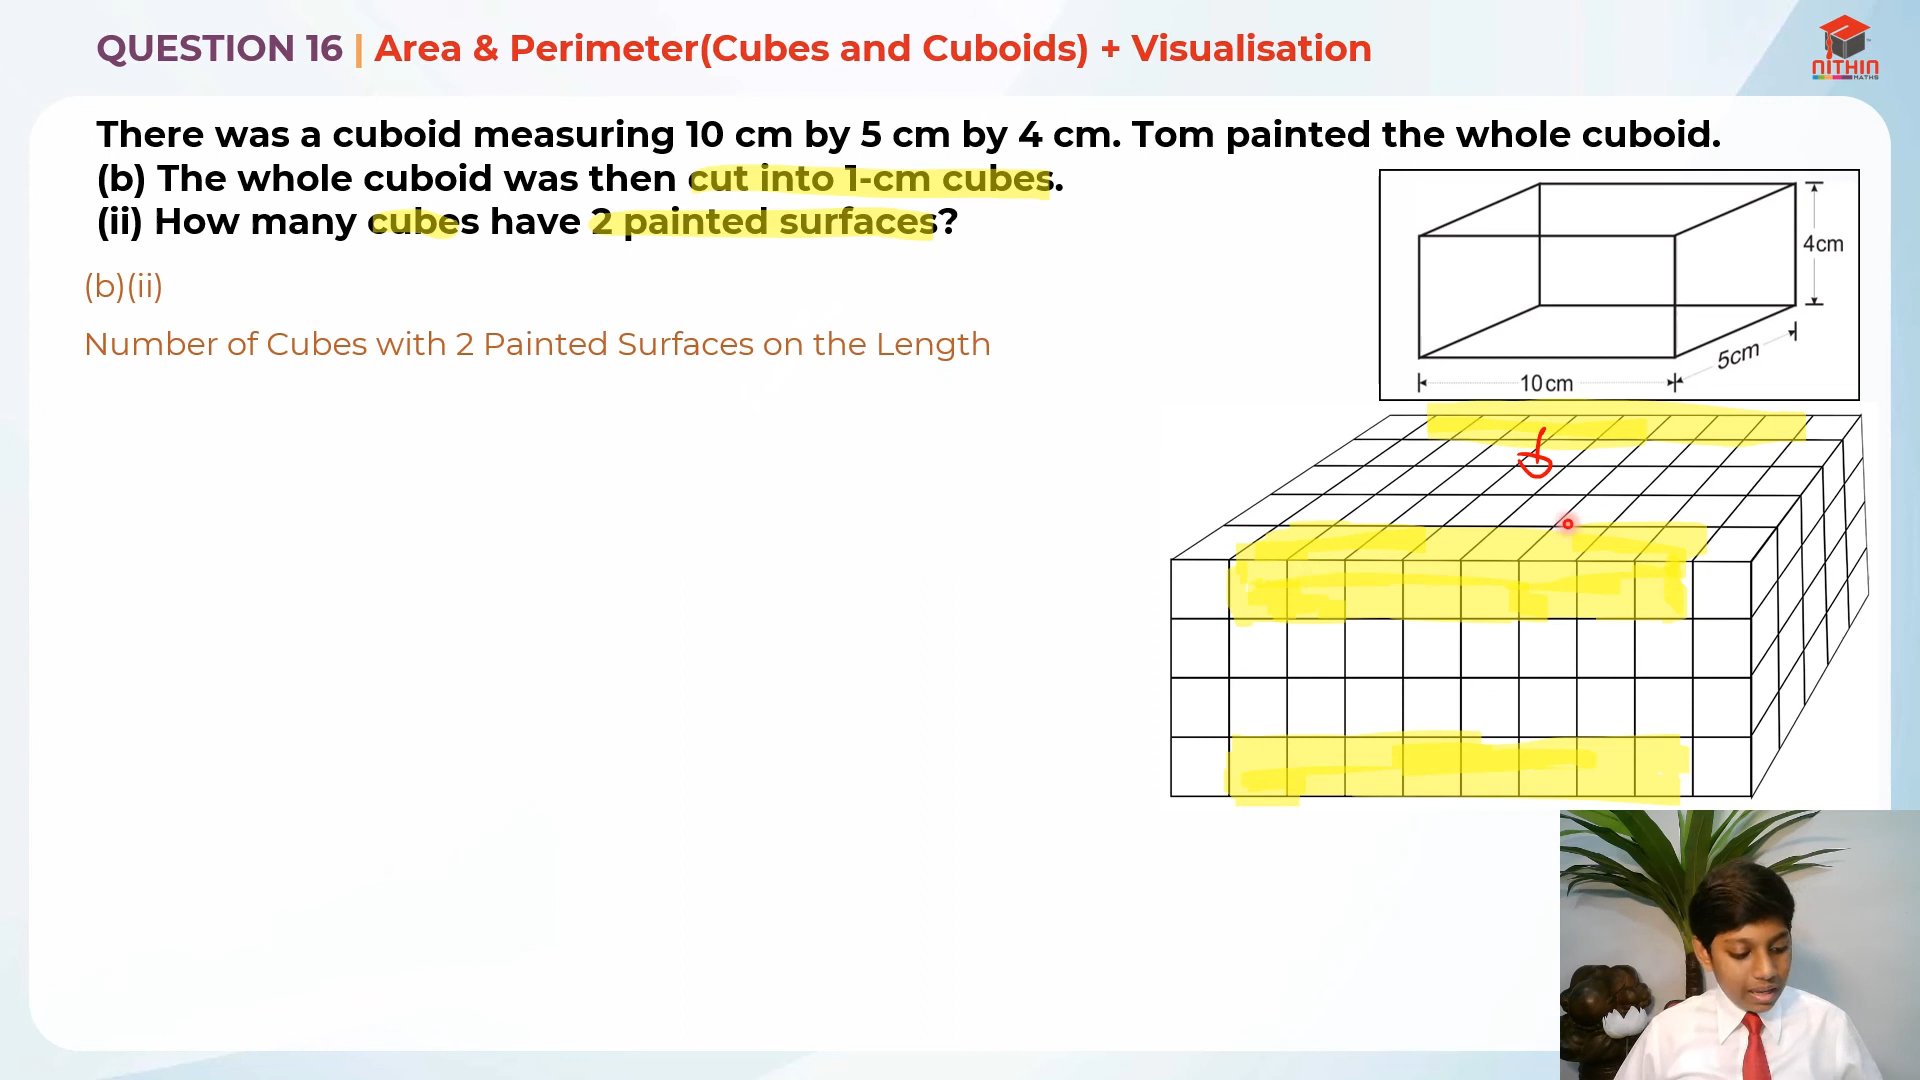 QUESTION 16 | Area & Perimeter(Cubes and Cuboids) + Visualisation
NITHIN
MATHS
There was a cuboid measuring 10 cm by 5 cm by 4 cm. Tom painted the whole cuboid.
(b) The whole cuboid was then cut into 1-cm cubes.
(ii) How many cubes have 2 painted surfaces?
(b)(ii)
Number of Cubes with 2 Painted Surfaces on the Length
4cm
5cm
10cm